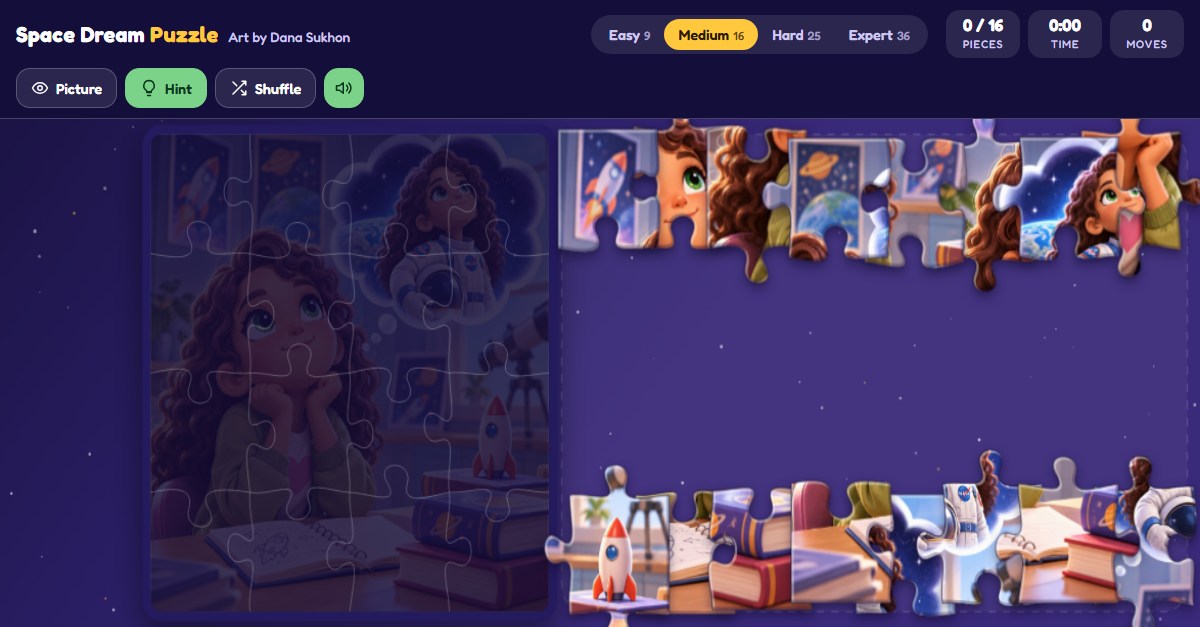 Space Dream Puzzle Art by Dana Sukhon
Easy 9 Medium 16 Hard 25 Expert 36
0 / 16
PIECES
0:00
TIME
0
MOVES
Picture Hint Shuffle